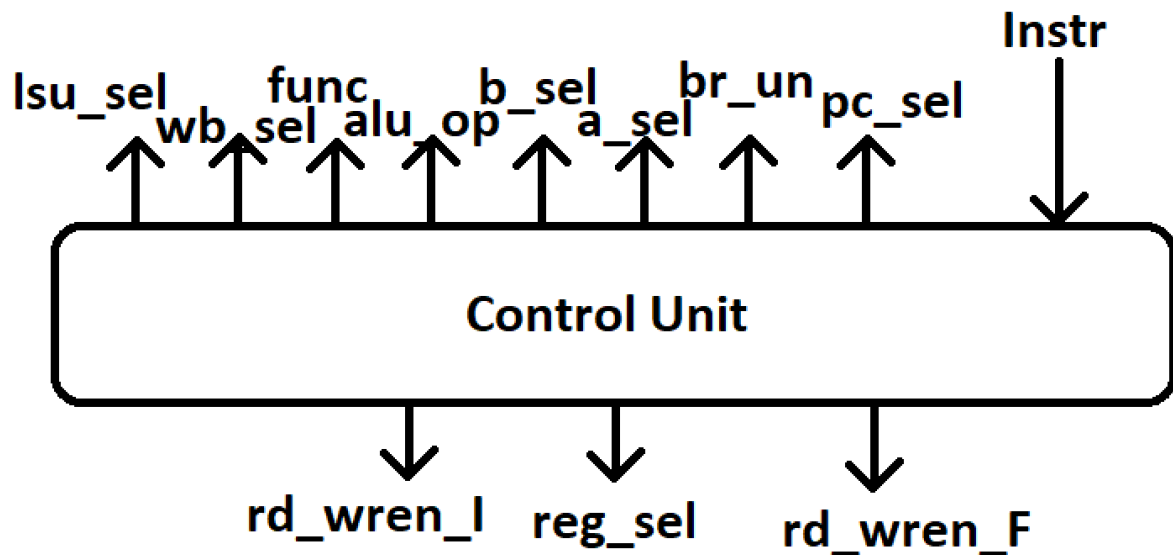 Instr
lsu_sel
wb_sel
func
alu_op
b_sel
a_sel
br_un
pc_sel
Control Unit
rd_wren_I
reg_sel
rd_wren_F